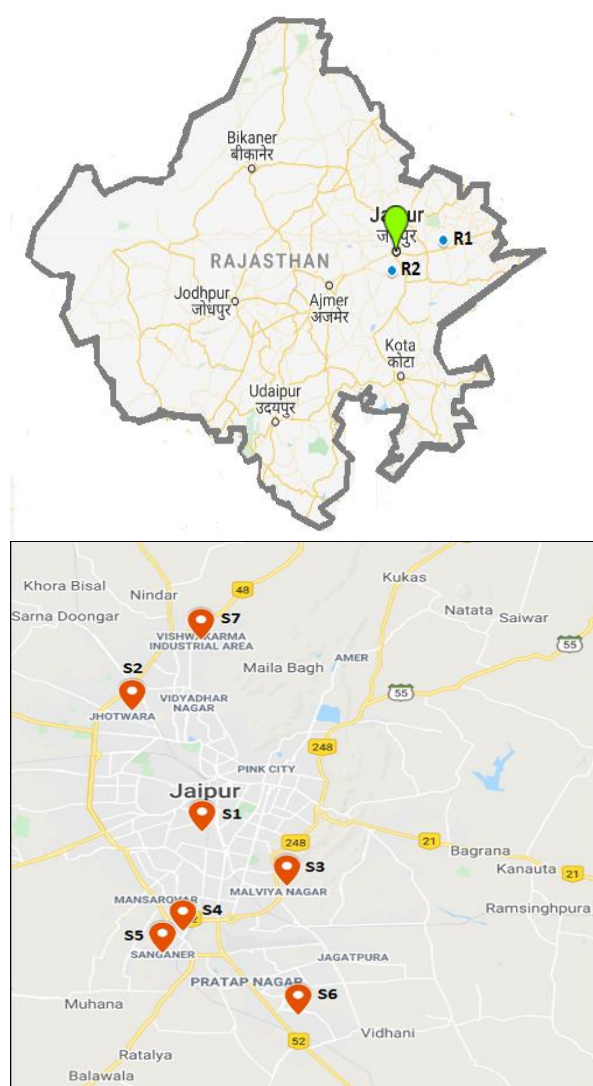 Bikaner
बीकानेर
Jaipur
जयपुर
R1
R2
RAJASTHAN
Jodhpur
जोधपुर
Ajmer
अजमेर
Kota
कोटा
Udaipur
उदयपुर
Khora Bisal
Nindar
48
Kukas
Sarna Doongar
S7
Natata
Saiwar
VISHWAKARMA
INDUSTRIAL AREA
S2
Maila Bagh
AMER
55
JHOTWARA
VIDYADHAR
NAGAR
55
248
PINK CITY
Jaipur
S1
248
21
Bagrana
S3
Kanauta
21
MALVIYA NAGAR
MANSAROVAR
S4
Ramsinghpura
S5
SANGANER
JAGATPURA
PRATAP NAGAR
S6
Muhana
52
Vidhani
Ratalya
Balawala